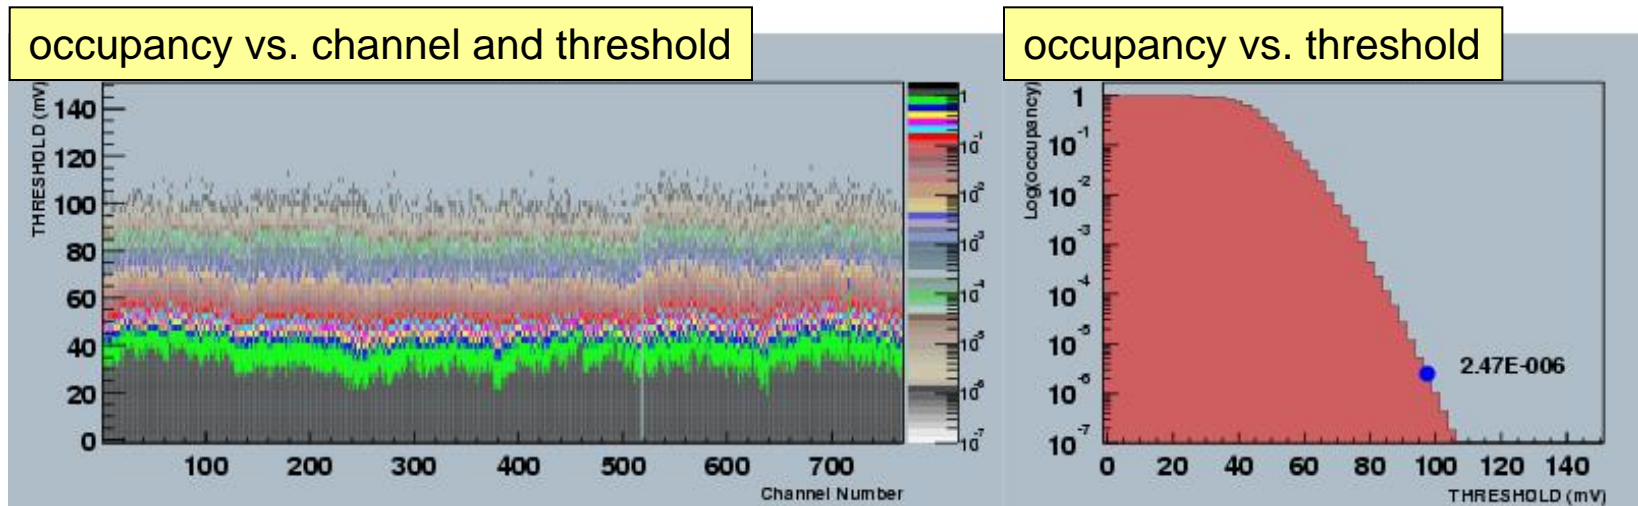 occupancy vs. channel and threshold
THRESHOLD (mV)
140
120
100
80
60
40
20
0
100 200 300 400 500 600 700
Channel Number
1
10^-1
10^-2
10^-3
10^-4
10^-5
10^-6
10^-7
occupancy vs. threshold
Log(occupancy)
1
10^-1
10^-2
10^-3
10^-4
10^-5
10^-6
10^-7
2.47E-006
0 20 40 60 80 100 120 140
THRESHOLD (mV)